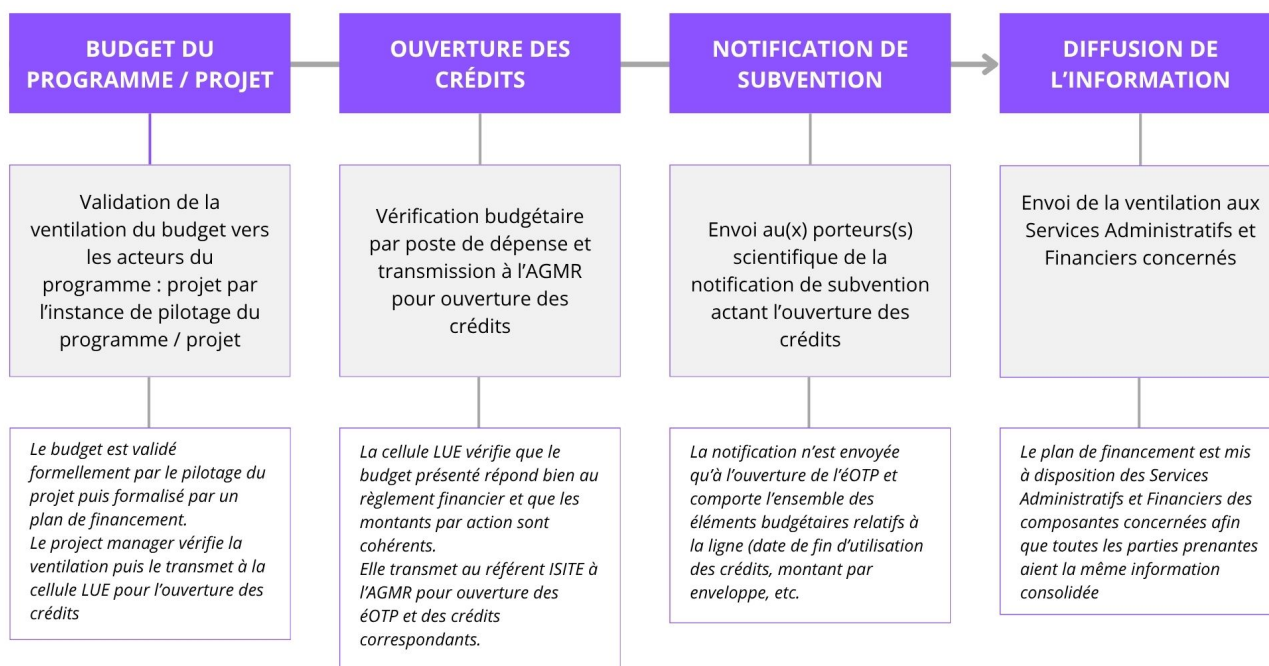 BUDGET DU
PROGRAMME / PROJET
Validation de la
ventilation du budget vers
les acteurs du
programme : projet par
l'instance de pilotage du
programme / projet
Le budget est validé
formellement par le pilotage du
projet puis formalisé par un
plan de financement.
Le project manager vérifie la
ventilation puis le transmet à la
cellule LUE pour l'ouverture des
crédits
OUVERTURE DES
CRÉDITS
Vérification budgétaire
par poste de dépense et
transmission à l'AGMR
pour ouverture des
crédits
La cellule LUE vérifie que le
budget présenté répond bien au
règlement financier et que les
montants par action sont
cohérents.
Elle transmet au référent ISITE à
l'AGMR pour ouverture des
éOTP et des crédits
correspondants.
NOTIFICATION DE
SUBVENTION
Envoi au(x) porteurs(s)
scientifique de la
notification de subvention
actant l'ouverture des
crédits
La notification n'est envoyée
qu'à l'ouverture de l'éOTP et
comporte l'ensemble des
éléments budgétaires relatifs à
la ligne (date de fin d'utilisation
des crédits, montant par
enveloppe, etc.
DIFFUSION DE
L'INFORMATION
Envoi de la ventilation aux
Services Administratifs et
Financiers concernés
Le plan de financement est mis
à disposition des Services
Administratifs et Financiers des
composantes concernées afin
que toutes les parties prenantes
aient la même information
consolidée